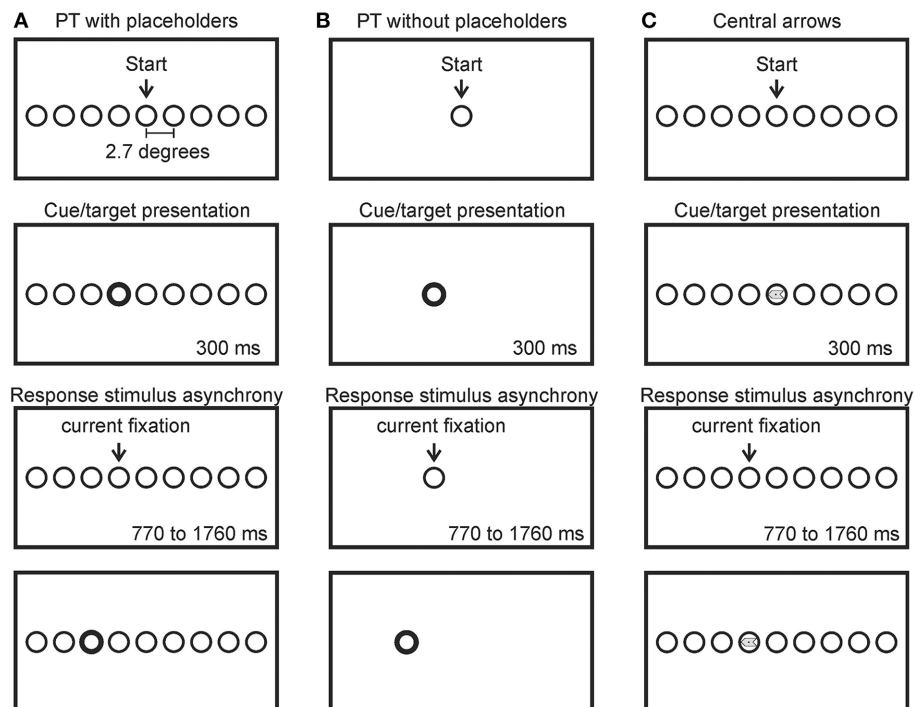 A PT with placeholders
Start
2.7 degrees
Cue/target presentation
300 ms
Response stimulus asynchrony
current fixation
770 to 1760 ms
B PT without placeholders
Start
Cue/target presentation
300 ms
Response stimulus asynchrony
current fixation
770 to 1760 ms
C Central arrows
Start
Cue/target presentation
300 ms
Response stimulus asynchrony
current fixation
770 to 1760 ms